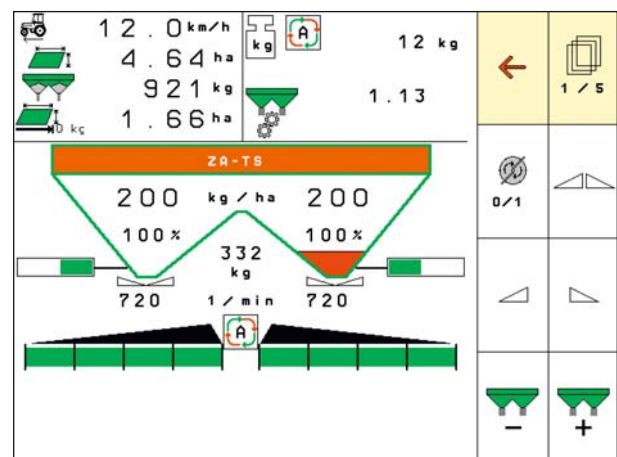 12.0 km/h
4.64 ha
921 kg
1.66 ha
0 kg
kg
A
12 kg
1.13
1 / 5
0/1
ZA-TS
200 kg / ha 200
100% 100%
332
kg
720 1 / min 720
A
−
+